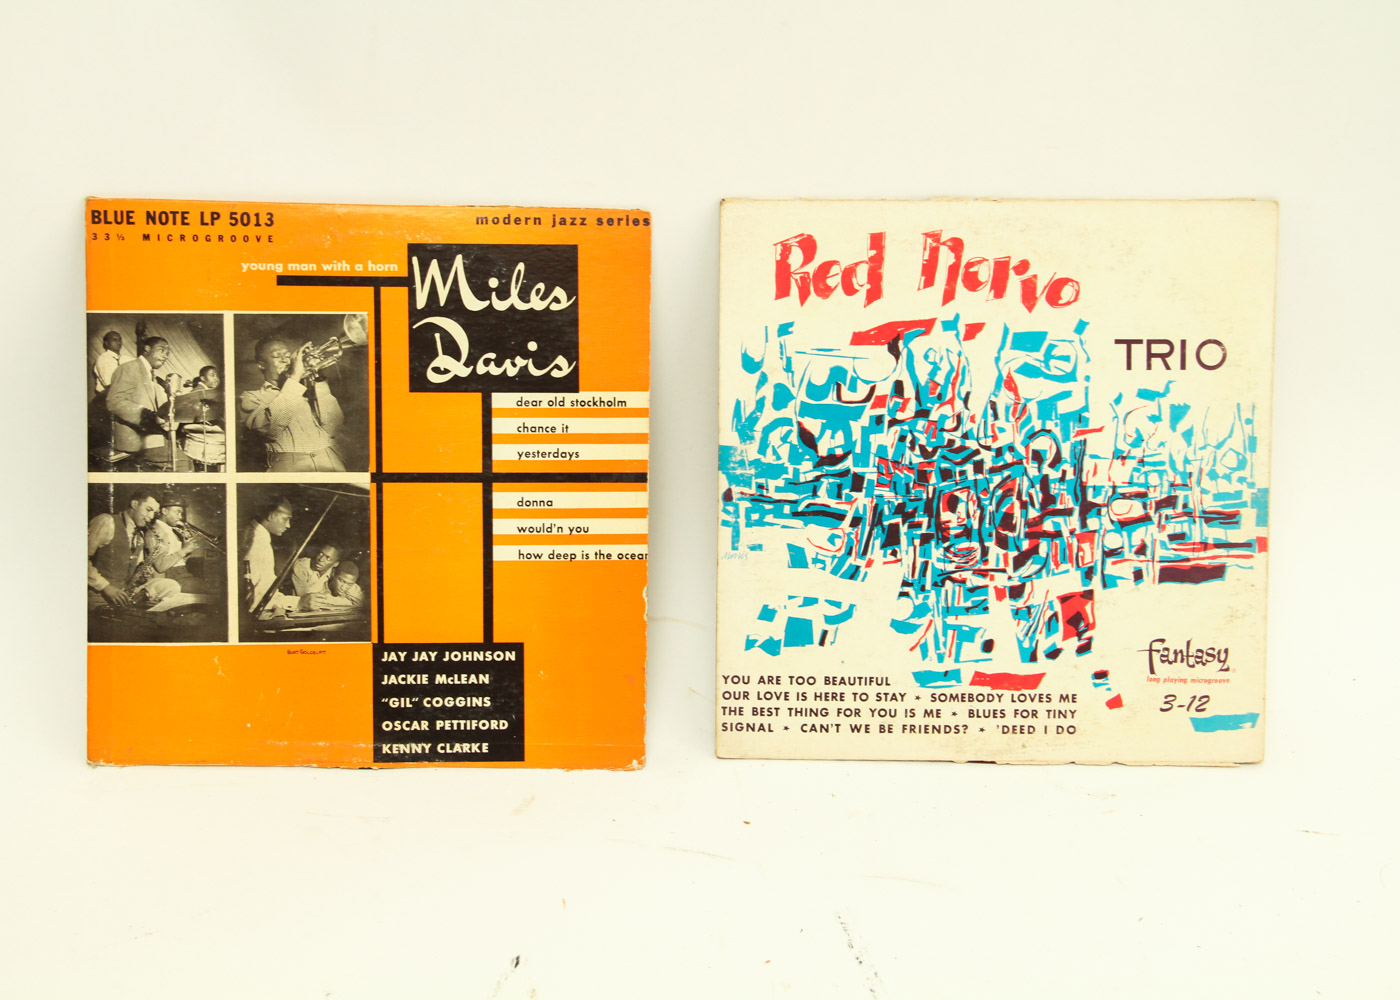 BLUE NOTE LP 5013
33⅓ MICROGROOVE
modern jazz series
young man with a horn
Miles
Davis
dear old stockholm
chance it
yesterdays
donna
would'n you
how deep is the ocean
BURT GOLDBLATT
JAY JAY JOHNSON
JACKIE McLEAN
"GIL" COGGINS
OSCAR PETTIFORD
KENNY CLARKE
Red Norvo
TRIO
fantasy
long playing microgroove
3-12
YOU ARE TOO BEAUTIFUL
OUR LOVE IS HERE TO STAY ★ SOMEBODY LOVES ME
THE BEST THING FOR YOU IS ME ★ BLUES FOR TINY
SIGNAL ★ CAN'T WE BE FRIENDS? ★ 'DEED I DO